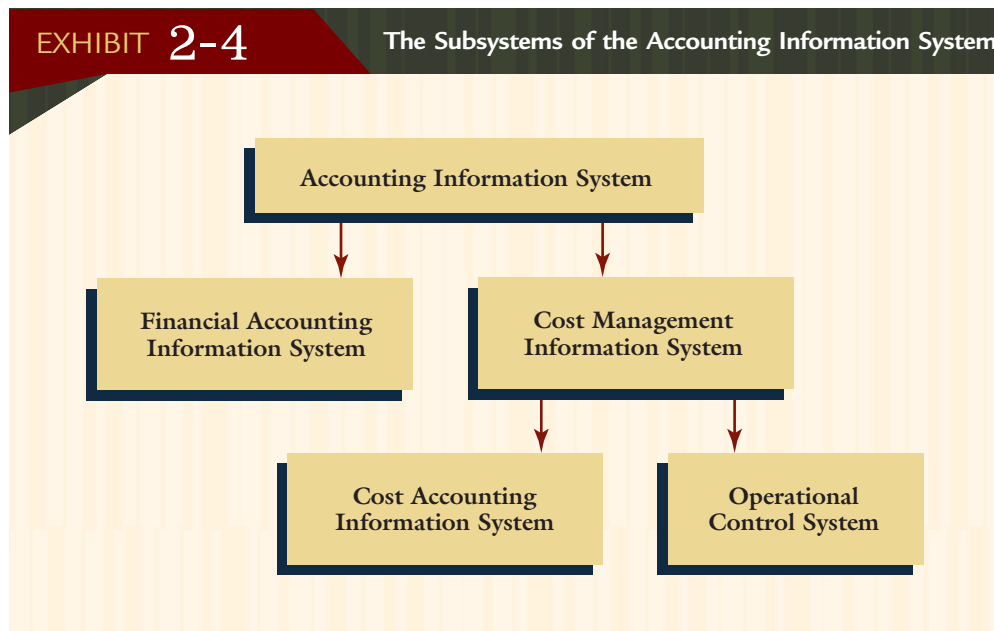 EXHIBIT 2-4
The Subsystems of the Accounting Information System
Accounting Information System
Financial Accounting
Information System
Cost Management
Information System
Cost Accounting
Information System
Operational
Control System